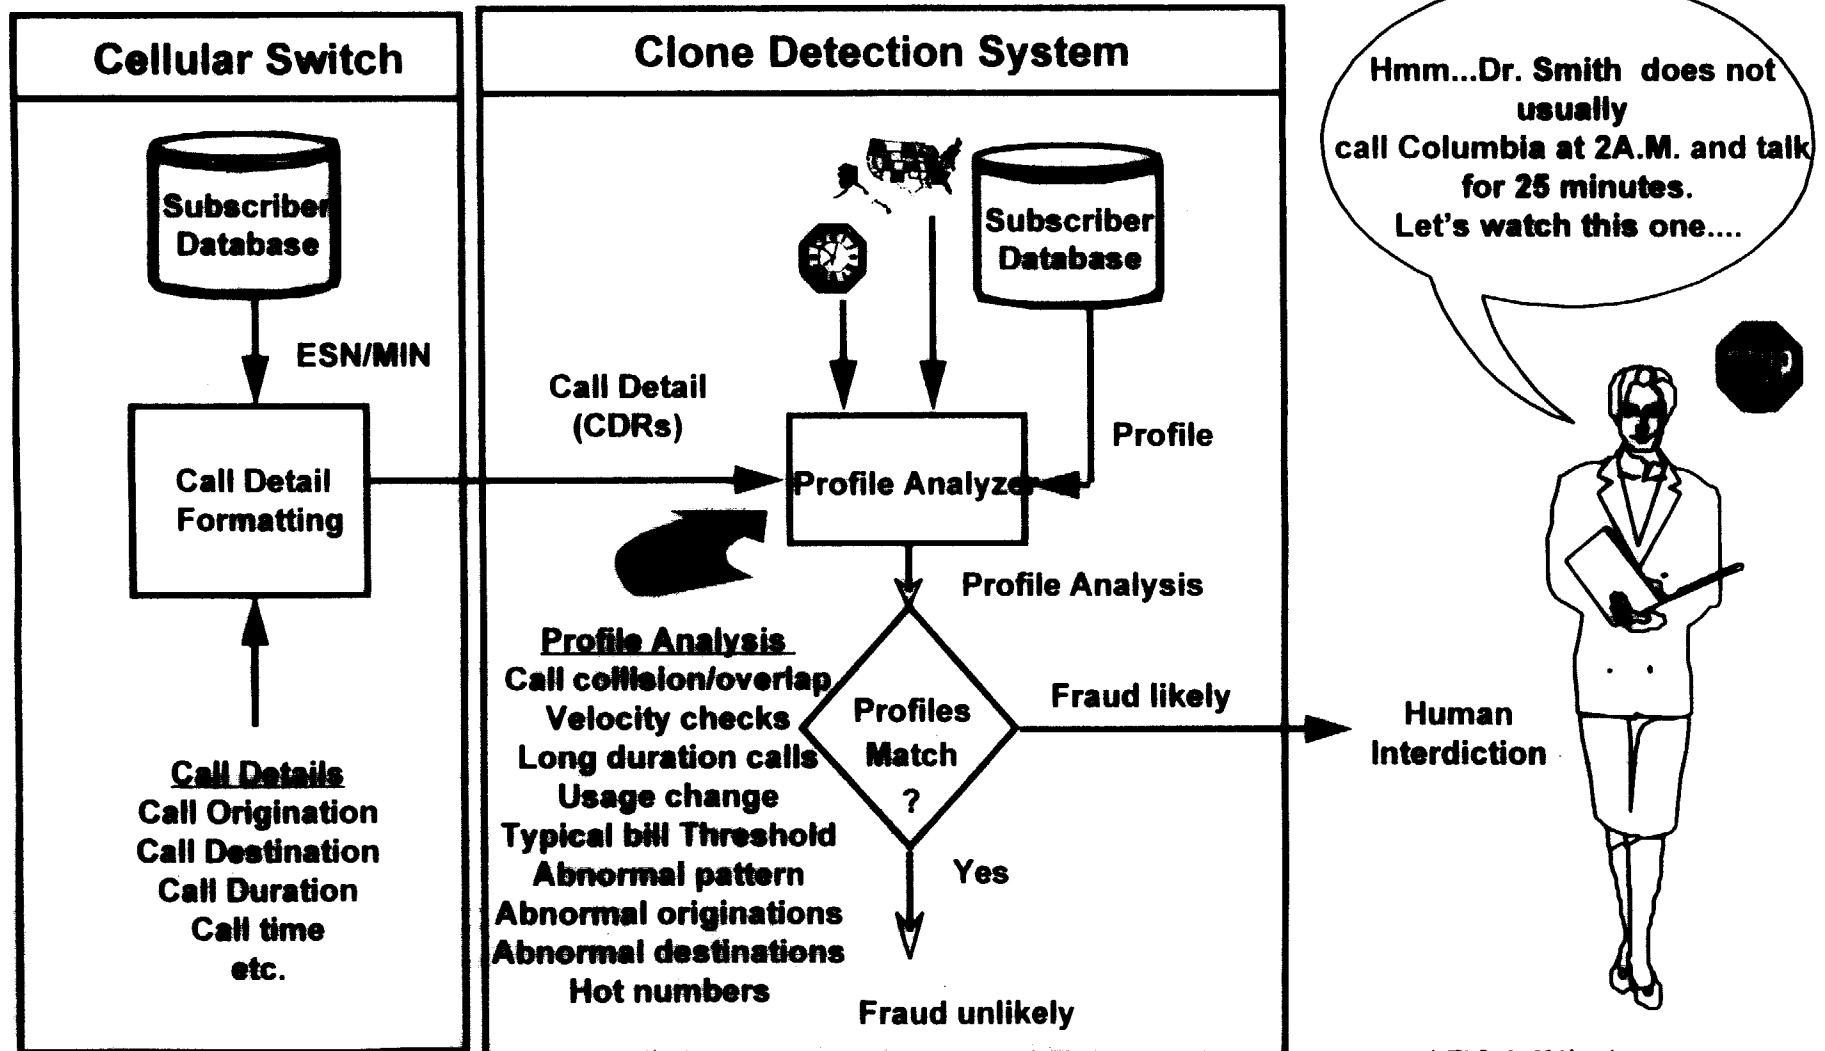 Cellular Switch
Subscriber
Database
ESN/MIN
Call Detail
Formatting
Call Details
Call Origination
Call Destination
Call Duration
Call time
etc.
Clone Detection System
Subscriber
Database
Call Detail
(CDRs)
Profile
Profile Analyzer
Profile Analysis
Profile Analysis
Call collision/overlap
Velocity checks
Long duration calls
Usage change
Typical bill Threshold
Abnormal pattern
Abnormal originations
Abnormal destinations
Hot numbers
Profiles
Match
?
Fraud likely
Yes
Fraud unlikely
Hmm...Dr. Smith does not
usually
call Columbia at 2A.M. and talk
for 25 minutes.
Let's watch this one....
Human
Interdiction